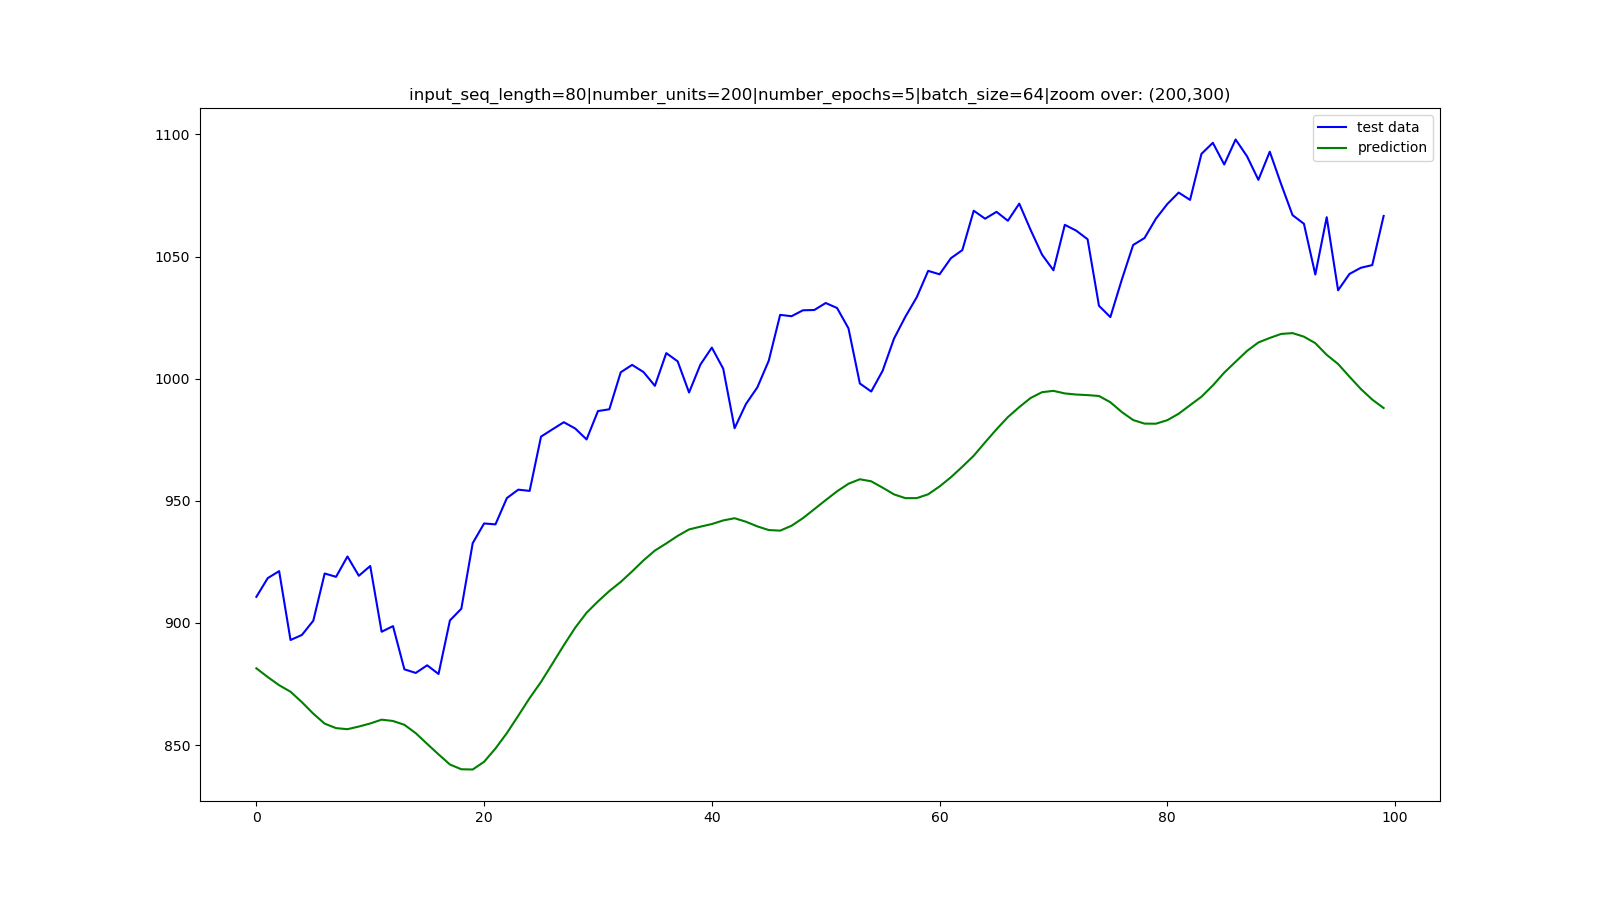 input_seq_length=80|number_units=200|number_epochs=5|batch_size=64|zoom over: (200,300)
test data
prediction
1100
1050
1000
950
900
850
0 20 40 60 80 100